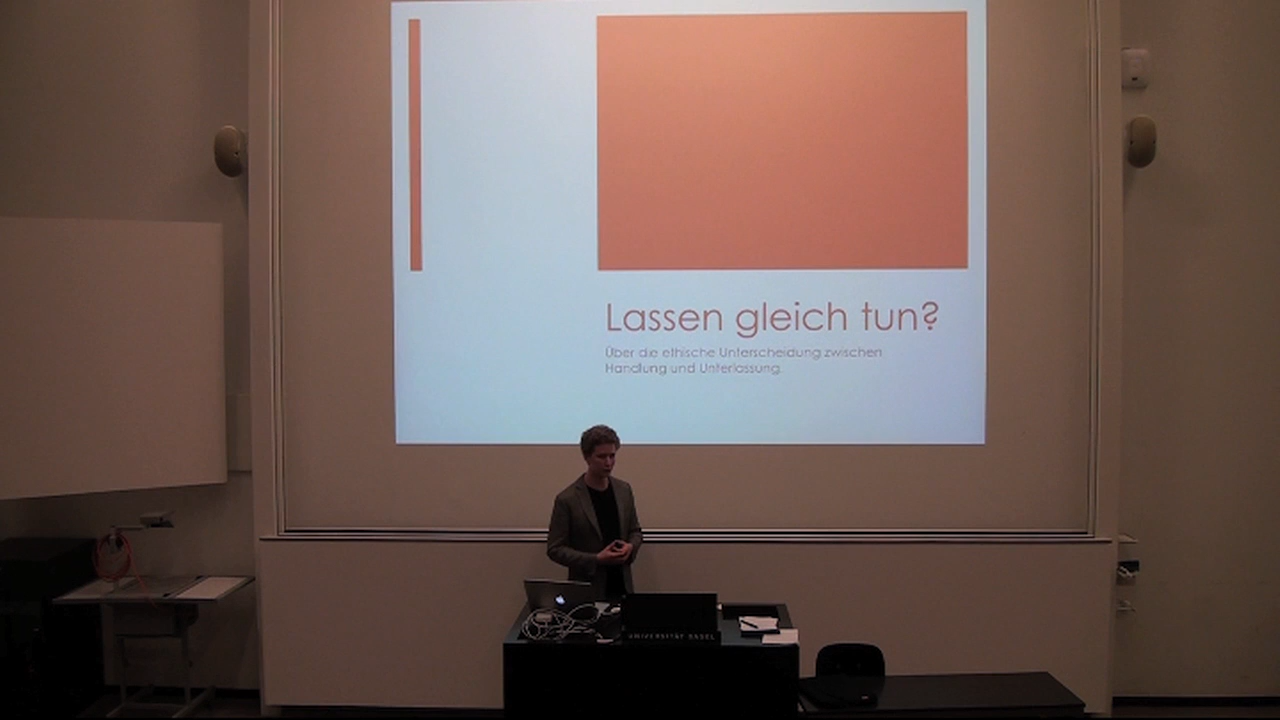 Lassen gleich tun?
Über die ethische Unterscheidung zwischen
Handlung und Unterlassung.
UNIVERSITÄT BASEL